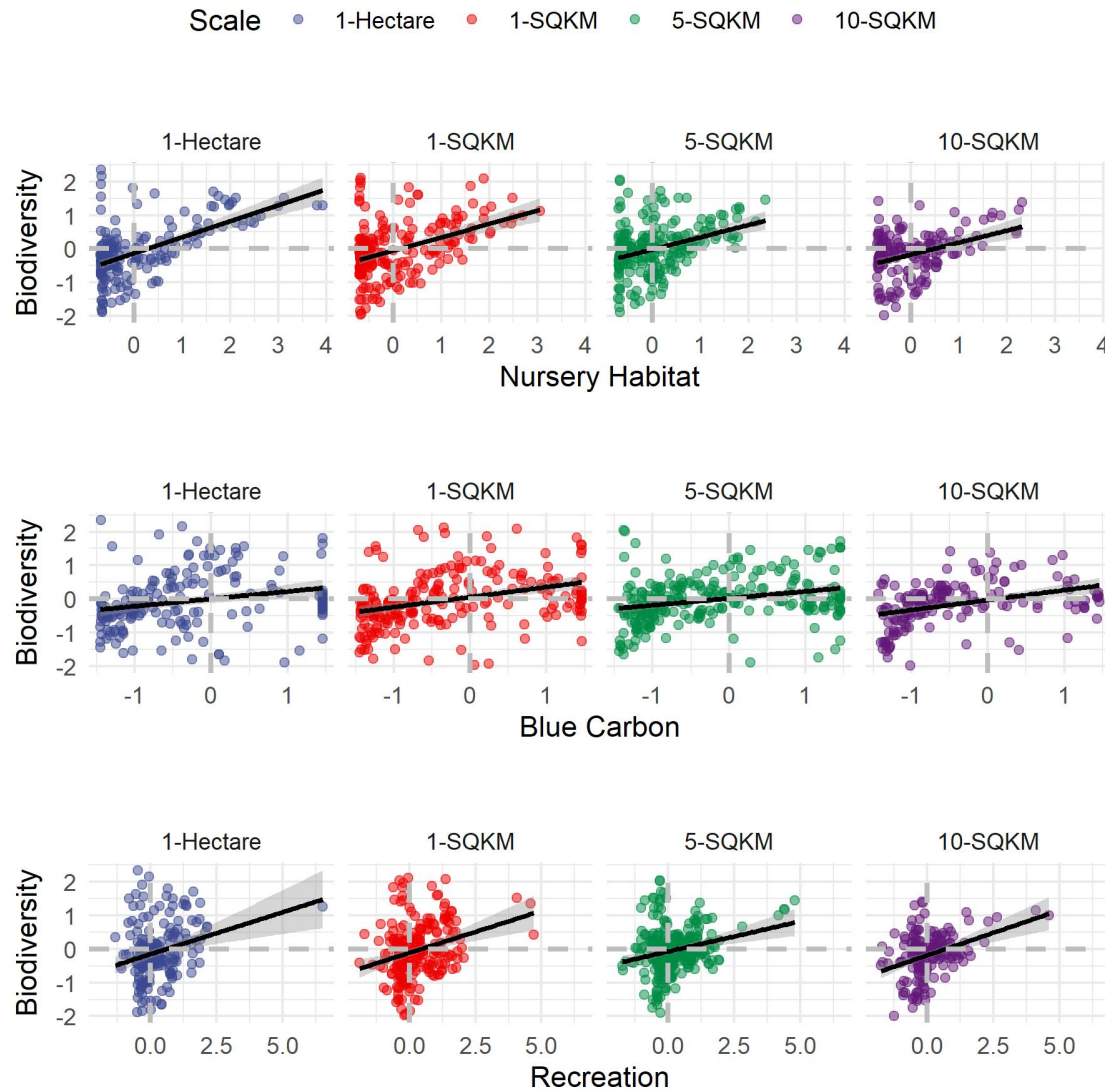 Scale 1-Hectare 1-SQKM 5-SQKM 10-SQKM
1-Hectare 1-SQKM 5-SQKM 10-SQKM
Biodiversity
2
1
0
-1
-2
0 1 2 3 4 0 1 2 3 4 0 1 2 3 4 0 1 2 3 4
Nursery Habitat
1-Hectare 1-SQKM 5-SQKM 10-SQKM
Biodiversity
2
1
0
-1
-2
-1 0 1 -1 0 1 -1 0 1 -1 0 1
Blue Carbon
1-Hectare 1-SQKM 5-SQKM 10-SQKM
Biodiversity
2
1
0
-1
-2
0.0 2.5 5.0 0.0 2.5 5.0 0.0 2.5 5.0 0.0 2.5 5.0
Recreation